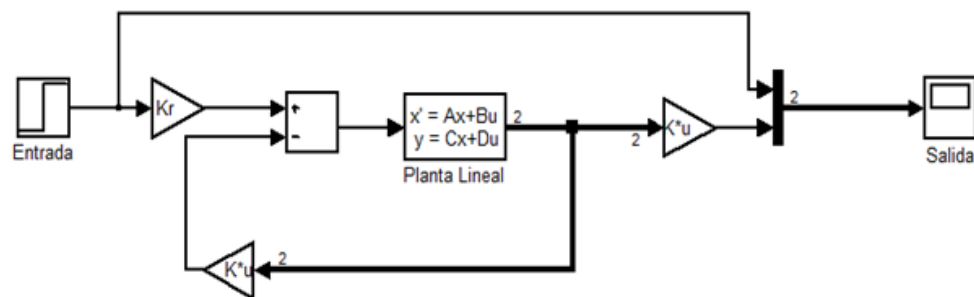 Entrada
Kr
+
−
x' = Ax+Bu
y = Cx+Du
Planta Lineal
2
2
K*u
2
Salida
K*u
2